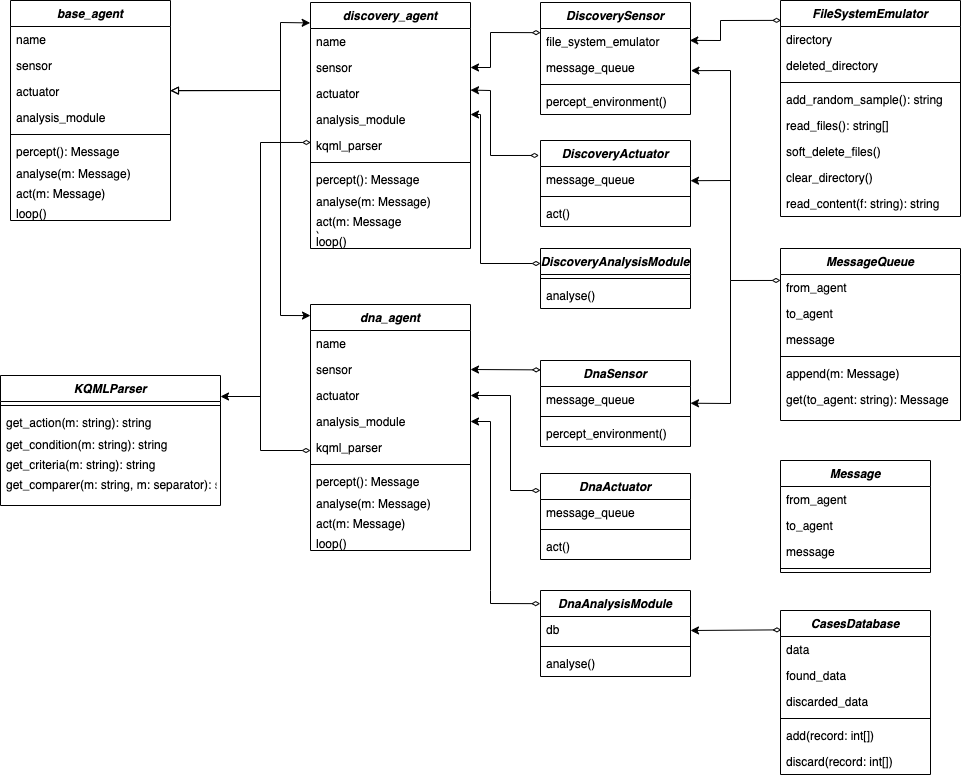 base_agent
name
sensor
actuator
analysis_module
percept(): Message
analyse(m: Message)
act(m: Message)
loop()
discovery_agent
name
sensor
actuator
analysis_module
kqml_parser
percept(): Message
analyse(m: Message)
act(m: Message
`
loop()
DiscoverySensor
file_system_emulator
message_queue
percept_environment()
FileSystemEmulator
directory
deleted_directory
add_random_sample(): string
read_files(): string[]
soft_delete_files()
clear_directory()
read_content(f: string): string
DiscoveryActuator
message_queue
act()
DiscoveryAnalysisModule
analyse()
MessageQueue
from_agent
to_agent
message
append(m: Message)
get(to_agent: string): Message
dna_agent
name
sensor
actuator
analysis_module
kqml_parser
percept(): Message
analyse(m: Message)
act(m: Message)
loop()
KQMLParser
get_action(m: string): string
get_condition(m: string): string
get_criteria(m: string): string
get_comparer(m: string, m: separator):
DnaSensor
message_queue
percept_environment()
DnaActuator
message_queue
act()
Message
from_agent
to_agent
message
DnaAnalysisModule
db
analyse()
CasesDatabase
data
found_data
discarded_data
add(record: int[])
discard(record: int[])